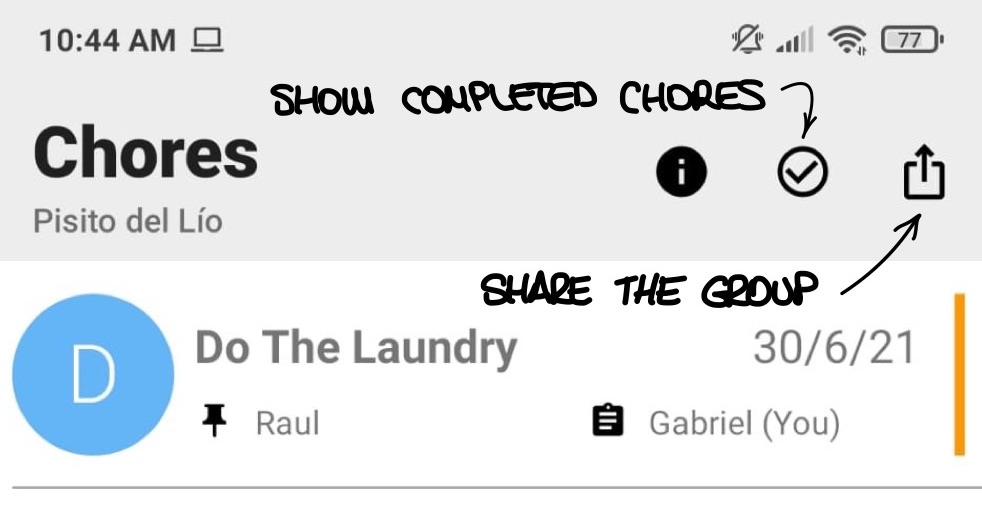 10:44 AM 77
SHOW COMPLETED CHORES
Chores
Pisito del Lío
SHARE THE GROUP
D
Do The Laundry 30/6/21
Raul Gabriel (You)